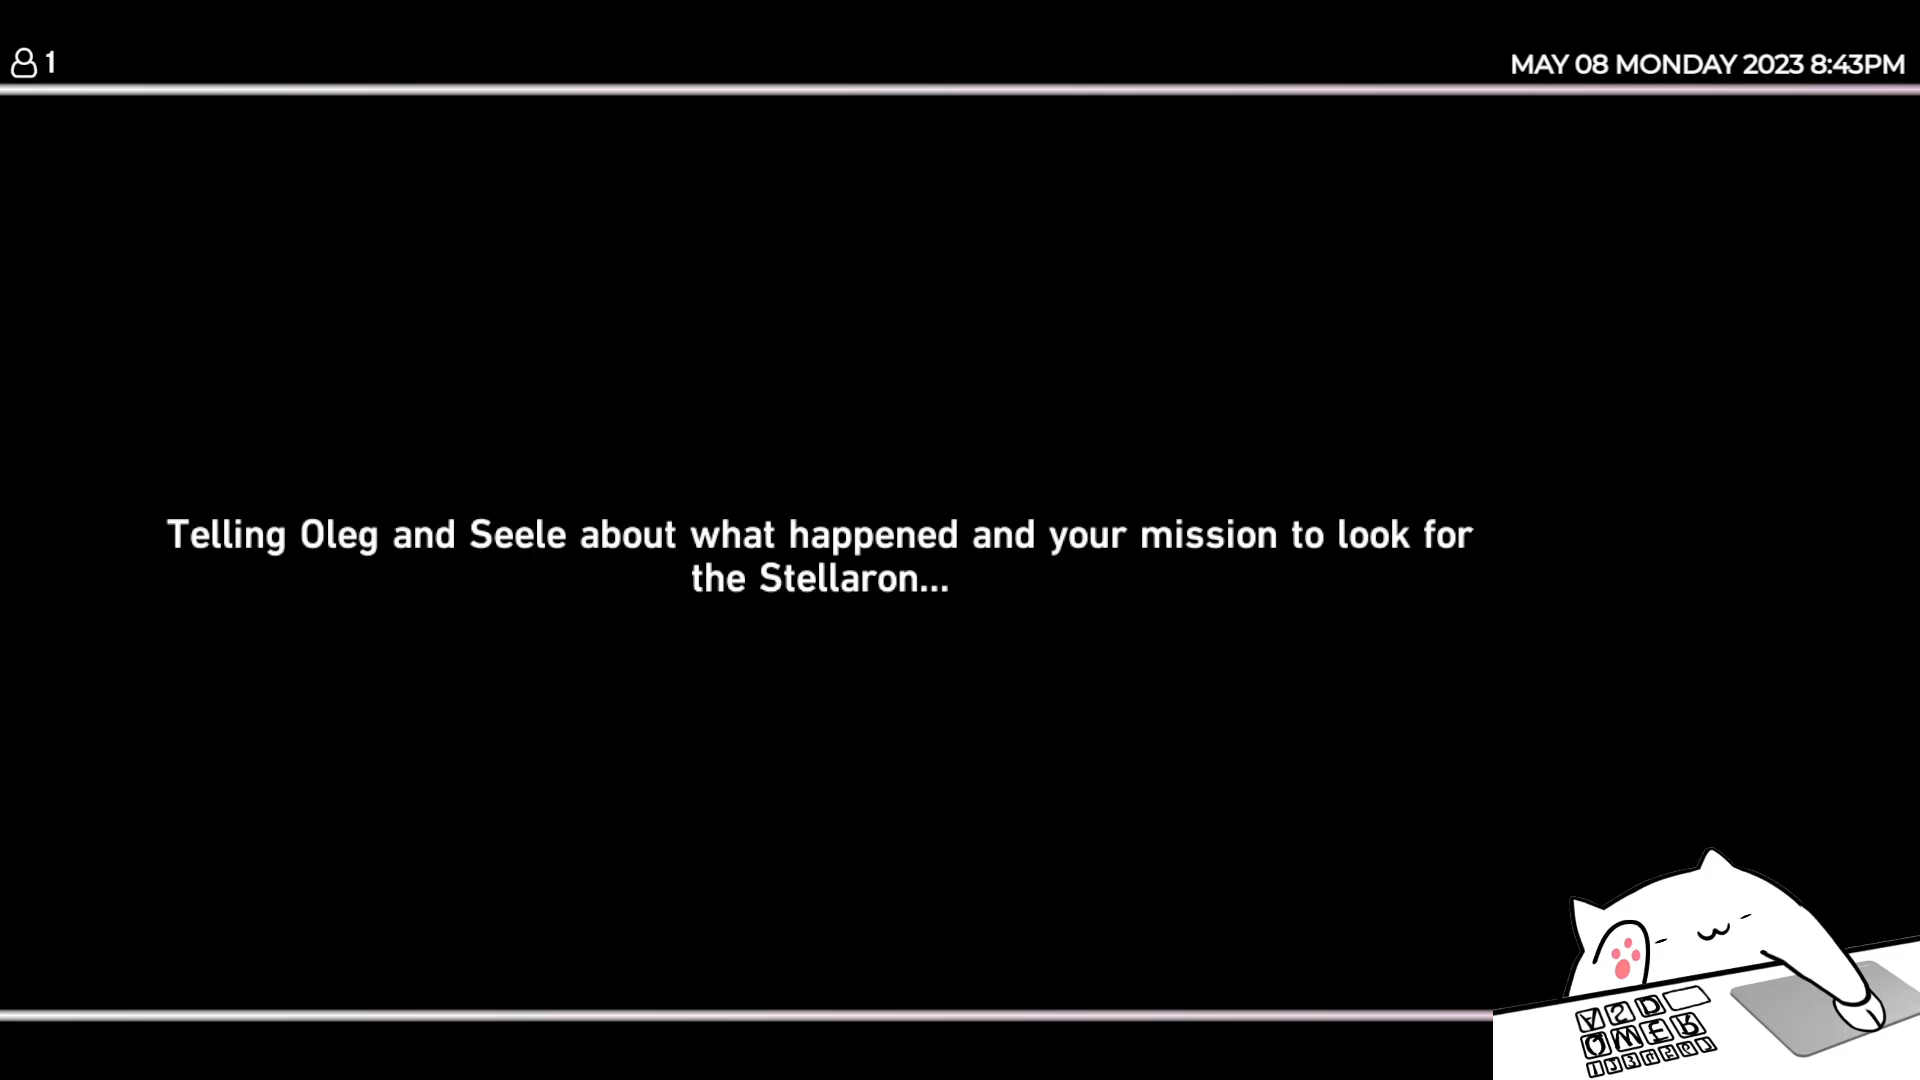 1
MAY 08 MONDAY 2023 8:43PM
Telling Oleg and Seele about what happened and your mission to look for
the Stellaron...
A S D
Q W E R